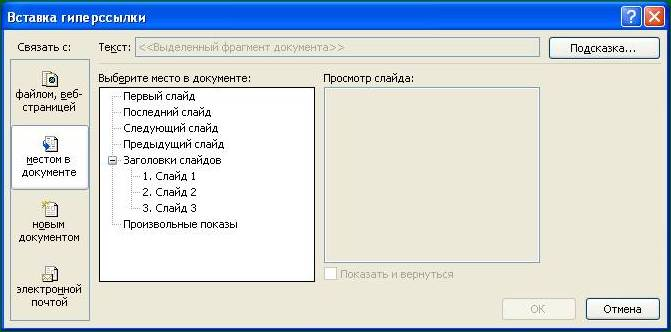 Вставка гиперссылки
Связать с:
Текст: <<Выделенный фрагмент документа>>
Подсказка...
файлом, веб-
страницей
местом в
документе
новым
документом
электронной
почтой
Выберите место в документе:
Первый слайд
Последний слайд
Следующий слайд
Предыдущий слайд
Заголовки слайдов
1. Слайд 1
2. Слайд 2
3. Слайд 3
Произвольные показы
Просмотр слайда:
Показать и вернуться
ОК
Отмена